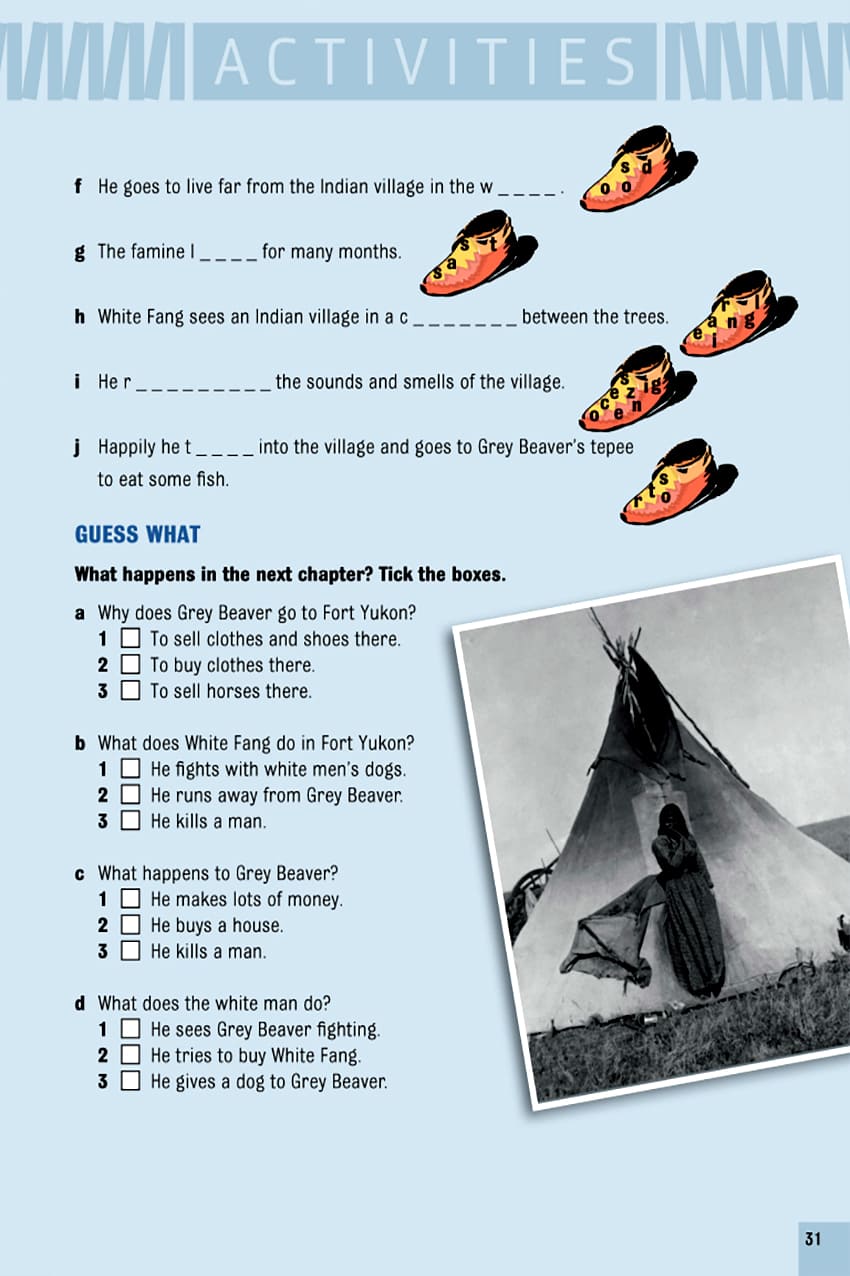 ACTIVITIES
f He goes to live far from the Indian village in the w _ _ _ _ .
s d
o o
g The famine l _ _ _ _ for many months.
s t
s a
h White Fang sees an Indian village in a c _ _ _ _ _ _ _ between the trees.
r l
e a n g
i
i He r _ _ _ _ _ _ _ _ _ the sounds and smells of the village.
s
e z i g
o c e n
j Happily he t _ _ _ _ into the village and goes to Grey Beaver's tepee
to eat some fish.
s
r t o
GUESS WHAT
What happens in the next chapter? Tick the boxes.
a Why does Grey Beaver go to Fort Yukon?
1 To sell clothes and shoes there.
2 To buy clothes there.
3 To sell horses there.
b What does White Fang do in Fort Yukon?
1 He fights with white men's dogs.
2 He runs away from Grey Beaver.
3 He kills a man.
c What happens to Grey Beaver?
1 He makes lots of money.
2 He buys a house.
3 He kills a man.
d What does the white man do?
1 He sees Grey Beaver fighting.
2 He tries to buy White Fang.
3 He gives a dog to Grey Beaver.
31